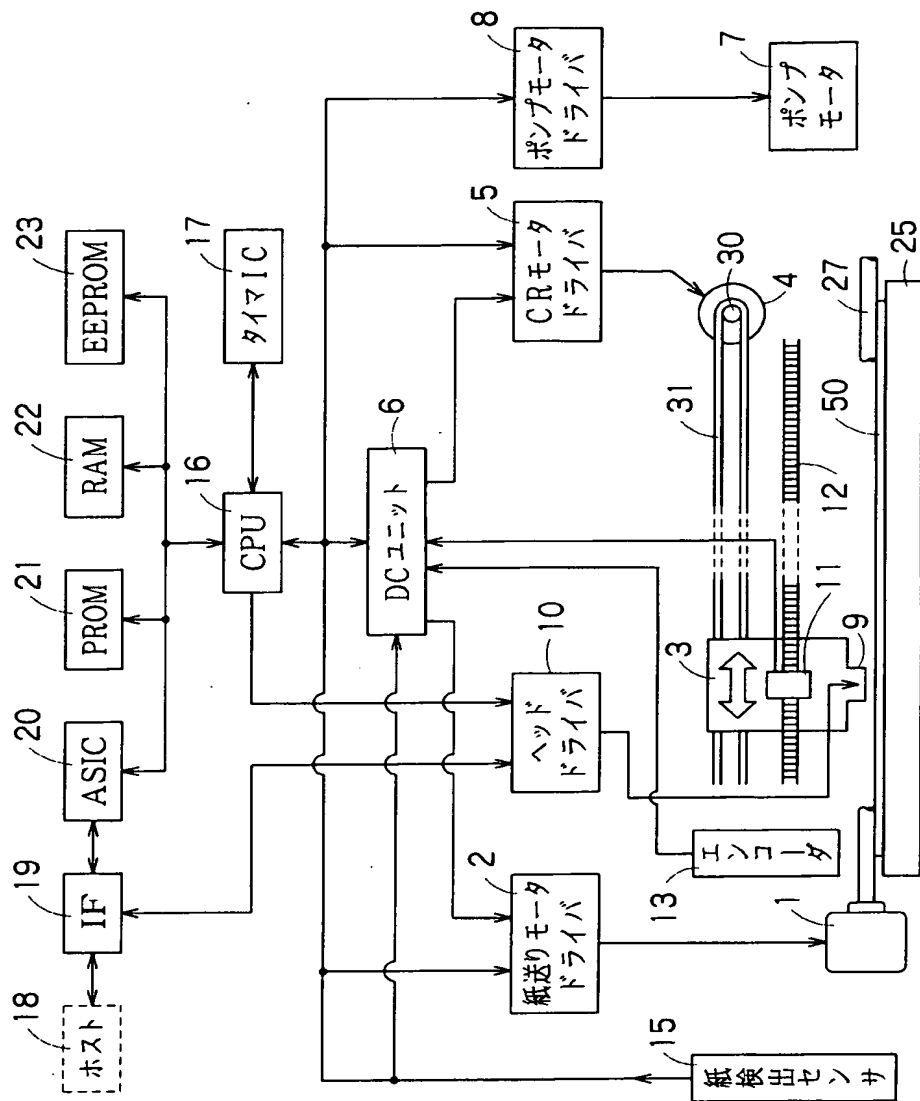 18
ホスト
19
IF
20
ASIC
21
PROM
22
RAM
23
EEPROM
16
CPU
17
タイマIC
6
DCユニット
15
紙検出センサ
2
紙送りモータ
ドライバ
10
ヘッド
ドライバ
5
CRモータ
ドライバ
8
ポンプモータ
ドライバ
7
ポンプ
モータ
13
エンコーダ
1
3
11
9
31
12
30
4
27
50
25